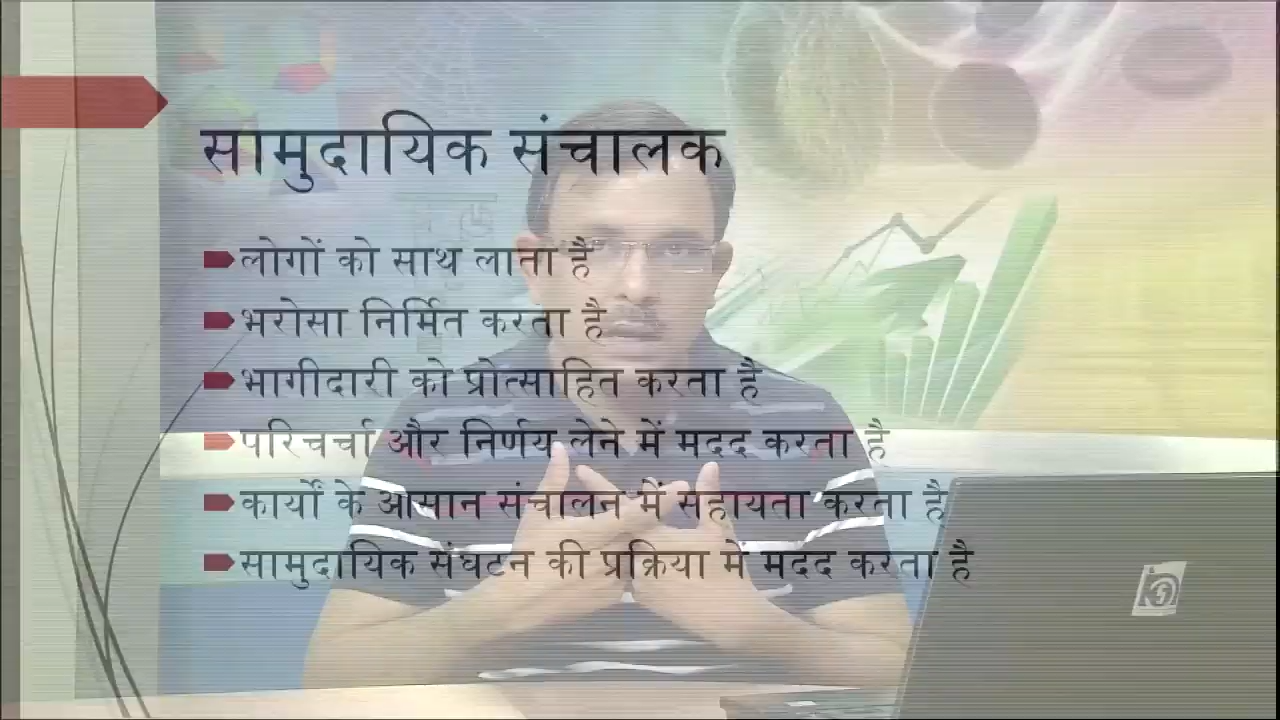 सामुदायिक संचालक
लोगों को साथ लाता है
भरोसा निर्मित करता है
भागीदारी को प्रोत्साहित करता है
परिचर्चा और निर्णय लेने में मदद करता है
कार्यों के आसान संचालन में सहायता करता है
सामुदायिक संघटन की प्रक्रिया में मदद करता है